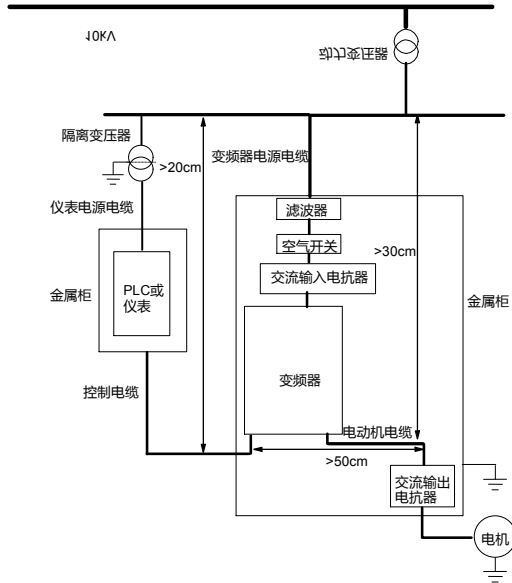 10KV
动力变压器
隔离变压器
>20cm
变频器电源电缆
仪表电源电缆
滤波器
空气开关
>30cm
交流输入电抗器
金属柜
PLC或
仪表
金属柜
变频器
控制电缆
电动机电缆
>50cm
交流输出
电抗器
电机